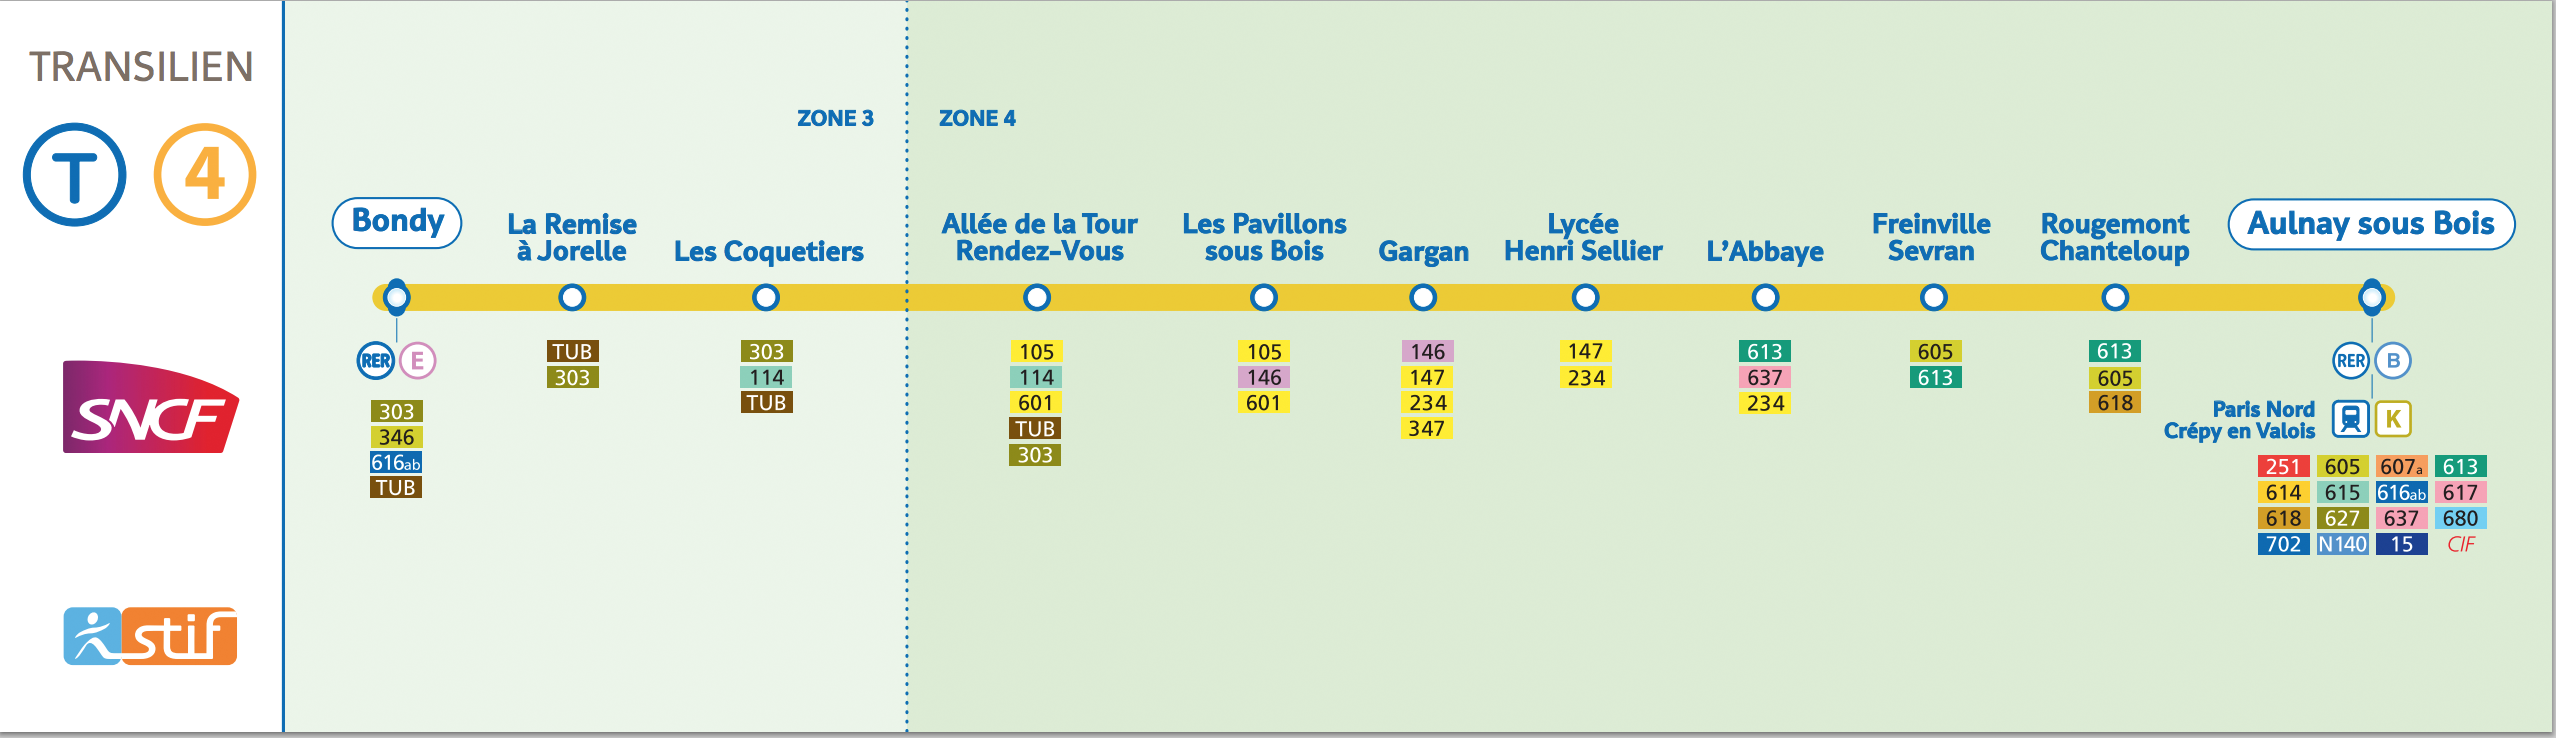 TRANSILIEN
T 4
SNCF
stif
ZONE 3
ZONE 4
Bondy
La Remise
à Jorelle
Les Coquetiers
Allée de la Tour
Rendez-Vous
Les Pavillons
sous Bois
Gargan
Lycée
Henri Sellier
L'Abbaye
Freinville
Sevran
Rougemont
Chanteloup
Aulnay sous Bois
RER E
303
346
616ab
TUB
TUB
303
303
114
TUB
105
114
601
TUB
303
105
146
601
146
147
234
347
147
234
613
637
234
605
613
613
605
618
RER B
Paris Nord
Crépy en Valois
K
251 605 607a 613
614 615 616ab 617
618 627 637 680
702 N140 15 CIF